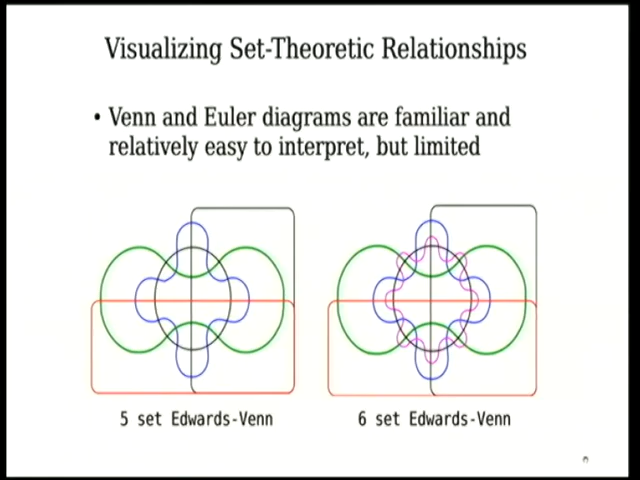 Visualizing Set-Theoretic Relationships
• Venn and Euler diagrams are familiar and
relatively easy to interpret, but limited
5 set Edwards-Venn
6 set Edwards-Venn